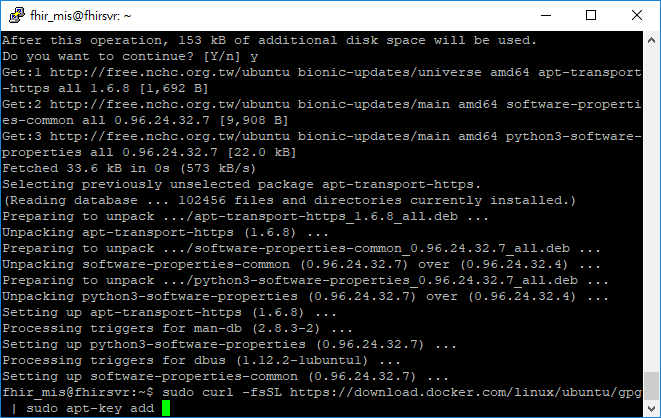 fhir_mis@fhirsvr: ~
After this operation, 153 kB of additional disk space will be used.
Do you want to continue? [Y/n] y
Get:1 http://free.nchc.org.tw/ubuntu bionic-updates/universe amd64 apt-transport
-https all 1.6.8 [1,692 B]
Get:2 http://free.nchc.org.tw/ubuntu bionic-updates/main amd64 software-properti
es-common all 0.96.24.32.7 [9,908 B]
Get:3 http://free.nchc.org.tw/ubuntu bionic-updates/main amd64 python3-software-
properties all 0.96.24.32.7 [22.0 kB]
Fetched 33.6 kB in 0s (573 kB/s)
Selecting previously unselected package apt-transport-https.
(Reading database ... 102456 files and directories currently installed.)
Preparing to unpack .../apt-transport-https_1.6.8_all.deb ...
Unpacking apt-transport-https (1.6.8) ...
Preparing to unpack .../software-properties-common_0.96.24.32.7_all.deb ...
Unpacking software-properties-common (0.96.24.32.7) over (0.96.24.32.4) ...
Preparing to unpack .../python3-software-properties_0.96.24.32.7_all.deb ...
Unpacking python3-software-properties (0.96.24.32.7) over (0.96.24.32.4) ...
Setting up apt-transport-https (1.6.8) ...
Processing triggers for man-db (2.8.3-2) ...
Setting up python3-software-properties (0.96.24.32.7) ...
Processing triggers for dbus (1.12.2-1ubuntu1) ...
Setting up software-properties-common (0.96.24.32.7) ...
fhir_mis@fhirsvr:~$ sudo curl -fsSL https://download.docker.com/linux/ubuntu/gpg
| sudo apt-key add